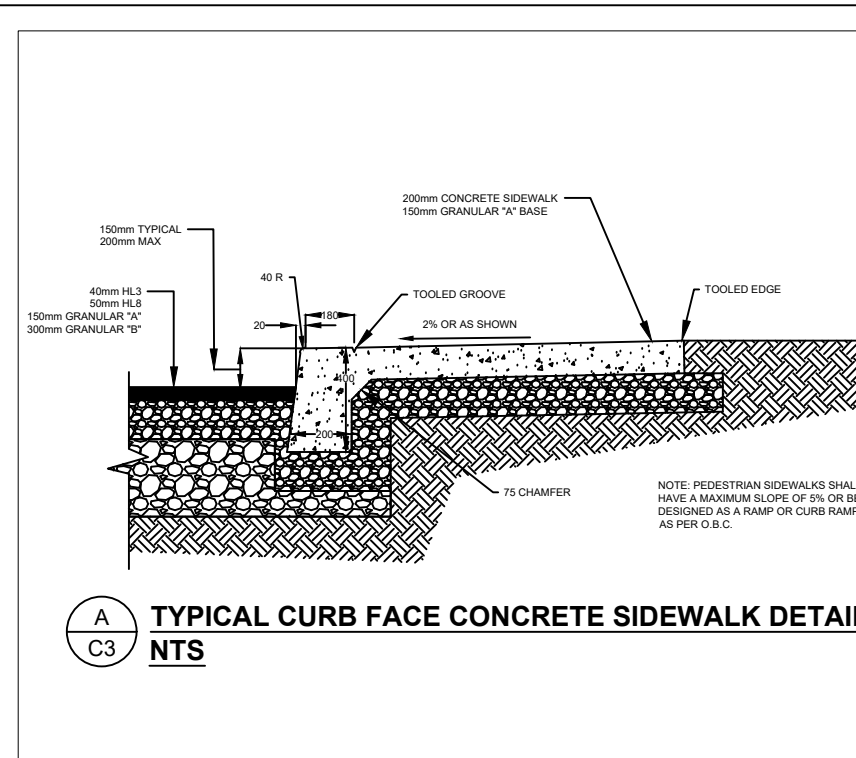 200mm CONCRETE SIDEWALK
150mm GRANULAR "A" BASE
150mm TYPICAL
200mm MAX
40 R
40mm HL3
50mm HL8
150mm GRANULAR "A"
300mm GRANULAR "B"
TOOLED GROOVE
TOOLED EDGE
180
20
2% OR AS SHOWN
400
200
75 CHAMFER
NOTE: PEDESTRIAN SIDEWALKS SHAL
HAVE A MAXIMUM SLOPE OF 5% OR BE
DESIGNED AS A RAMP OR CURB RAMP
AS PER O.B.C.
A
C3
TYPICAL CURB FACE CONCRETE SIDEWALK DETAI
NTS